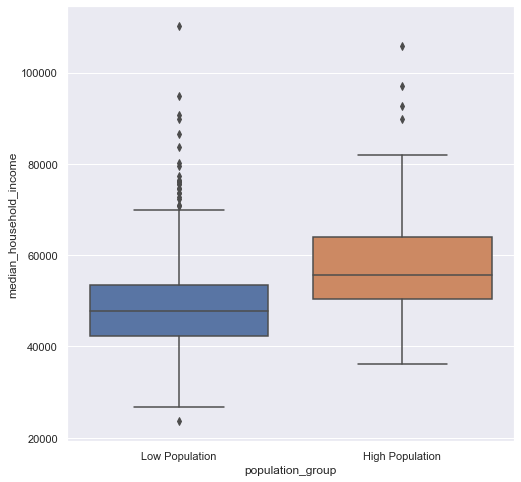 100000
80000
60000
40000
20000
median_household_income
Low Population
High Population
population_group